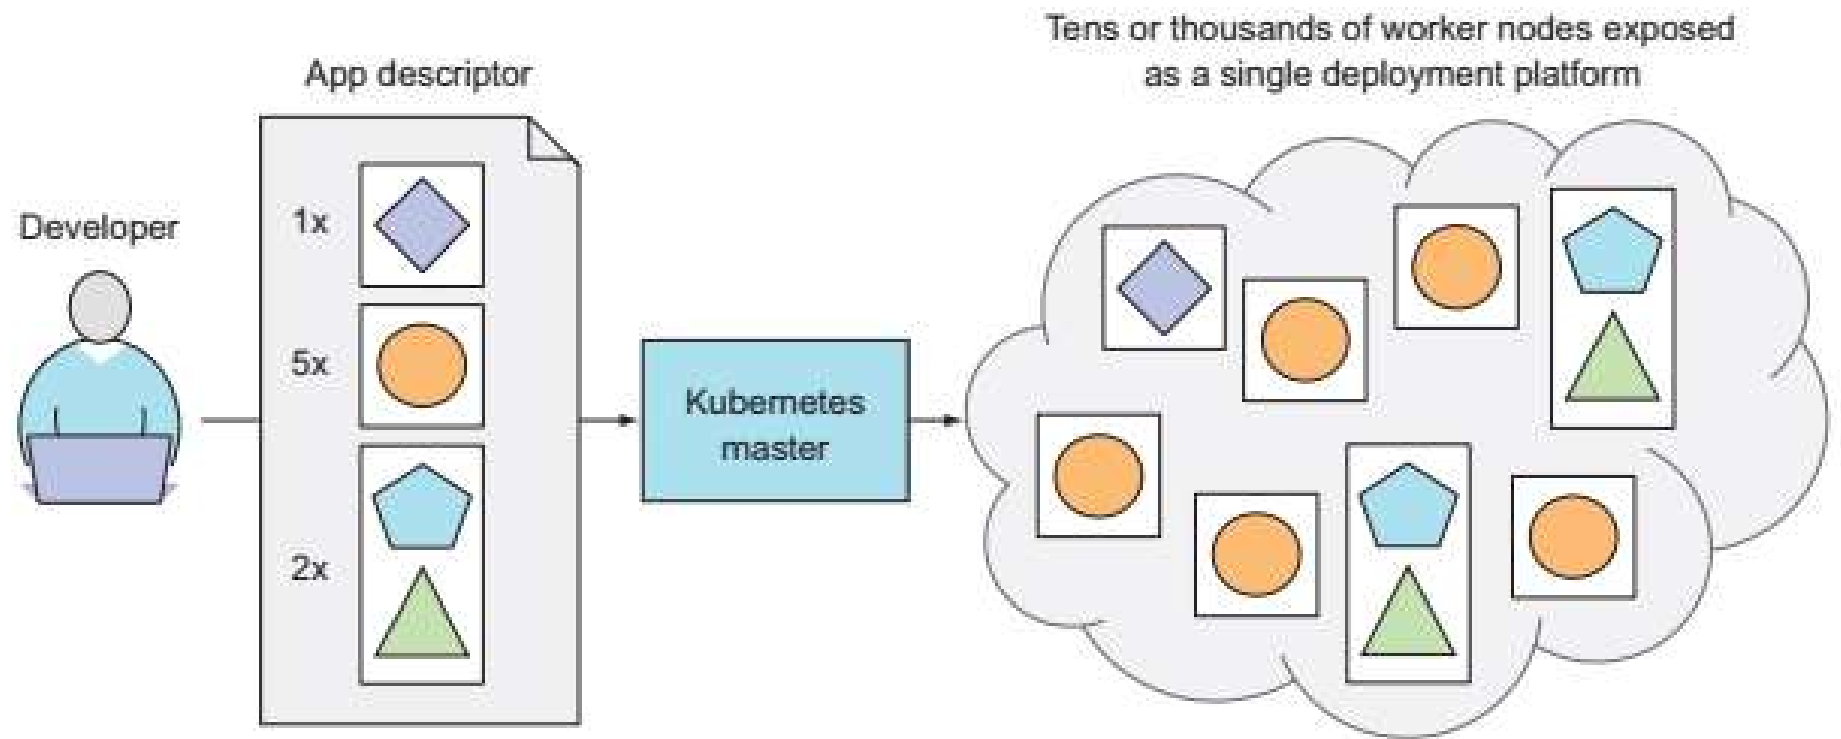 Tens or thousands of worker nodes exposed
as a single deployment platform
App descriptor
Developer
1x
5x
2x
Kubernetes
master